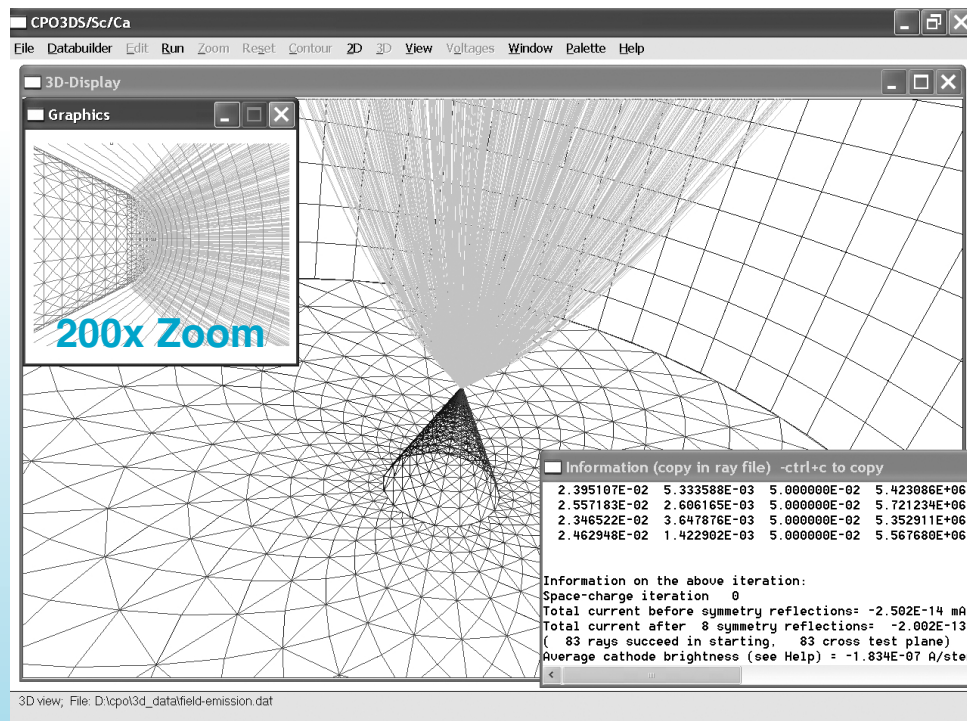 CPO3DS/Sc/Ca
File Databuilder Edit Run Zoom Reset Contour 2D 3D View Voltages Window Palette Help
3D-Display
Graphics
200x Zoom
Information (copy in ray file) -ctrl+c to copy
2.395107E-02 5.333588E-03 5.000000E-02 5.423086E+06
2.557183E-02 2.606165E-03 5.000000E-02 5.721234E+06
2.346522E-02 3.647876E-03 5.000000E-02 5.352911E+06
2.462948E-02 1.422902E-03 5.000000E-02 5.567680E+06
Information on the above iteration:
Space-charge iteration 0
Total current before symmetry reflections= -2.502E-14 mA
Total current after 8 symmetry reflections= -2.002E-13
( 83 rays succeed in starting, 83 cross test plane)
Average cathode brightness (see Help) = -1.834E-07 A/ste
3D view; File: D:\cpo\3d_data\field-emission.dat